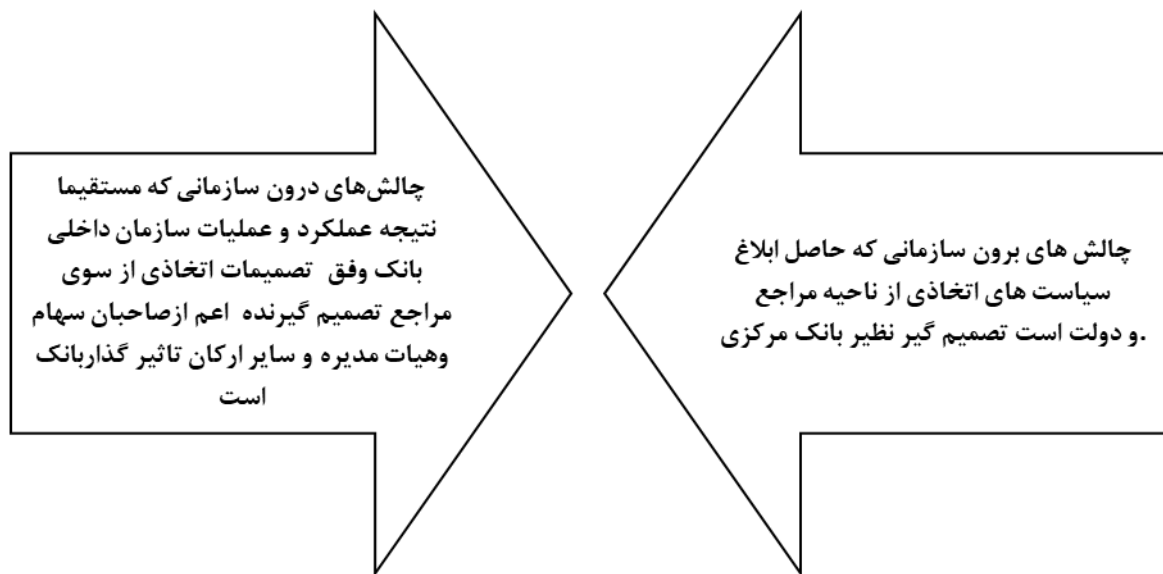 چالش های برون سازمانی که حاصل ابلاغ
سیاست های اتخاذی از ناحیه مراجع
.و دولت است تصمیم گیر نظیر بانک مرکزی
چالش‌های درون سازمانی که مستقیما
نتیجه عملکرد و عملیات سازمان داخلی
بانک وفق تصمیمات اتخاذی از سوی
مراجع تصمیم گیرنده اعم ازصاحبان سهام
وهیات مدیره و سایر ارکان تاثیر گذاربانک
است